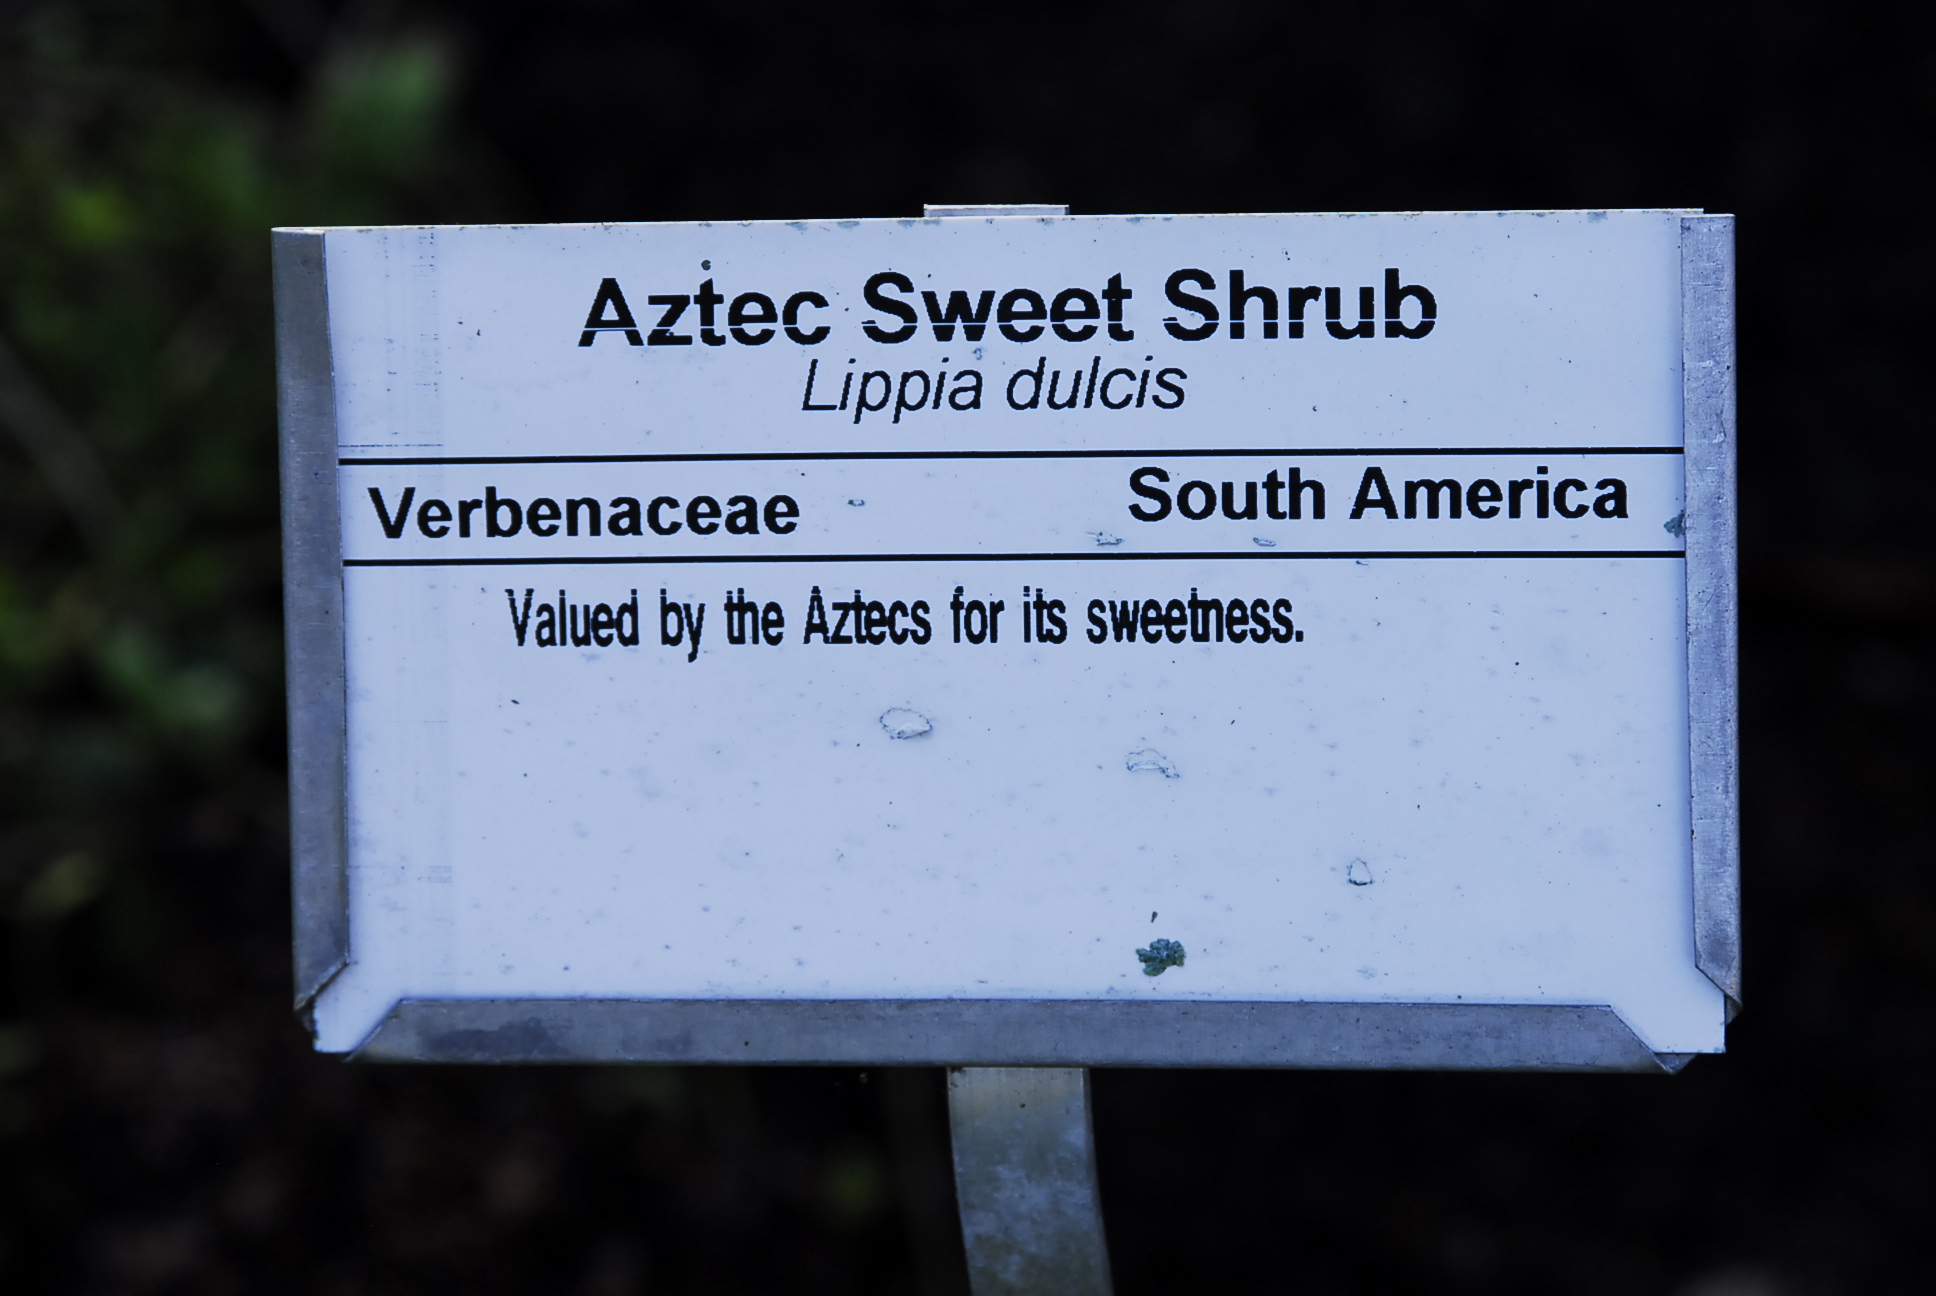 Aztec Sweet Shrub
Lippia dulcis
Verbenaceae South America
Valued by the Aztecs for its sweetness.